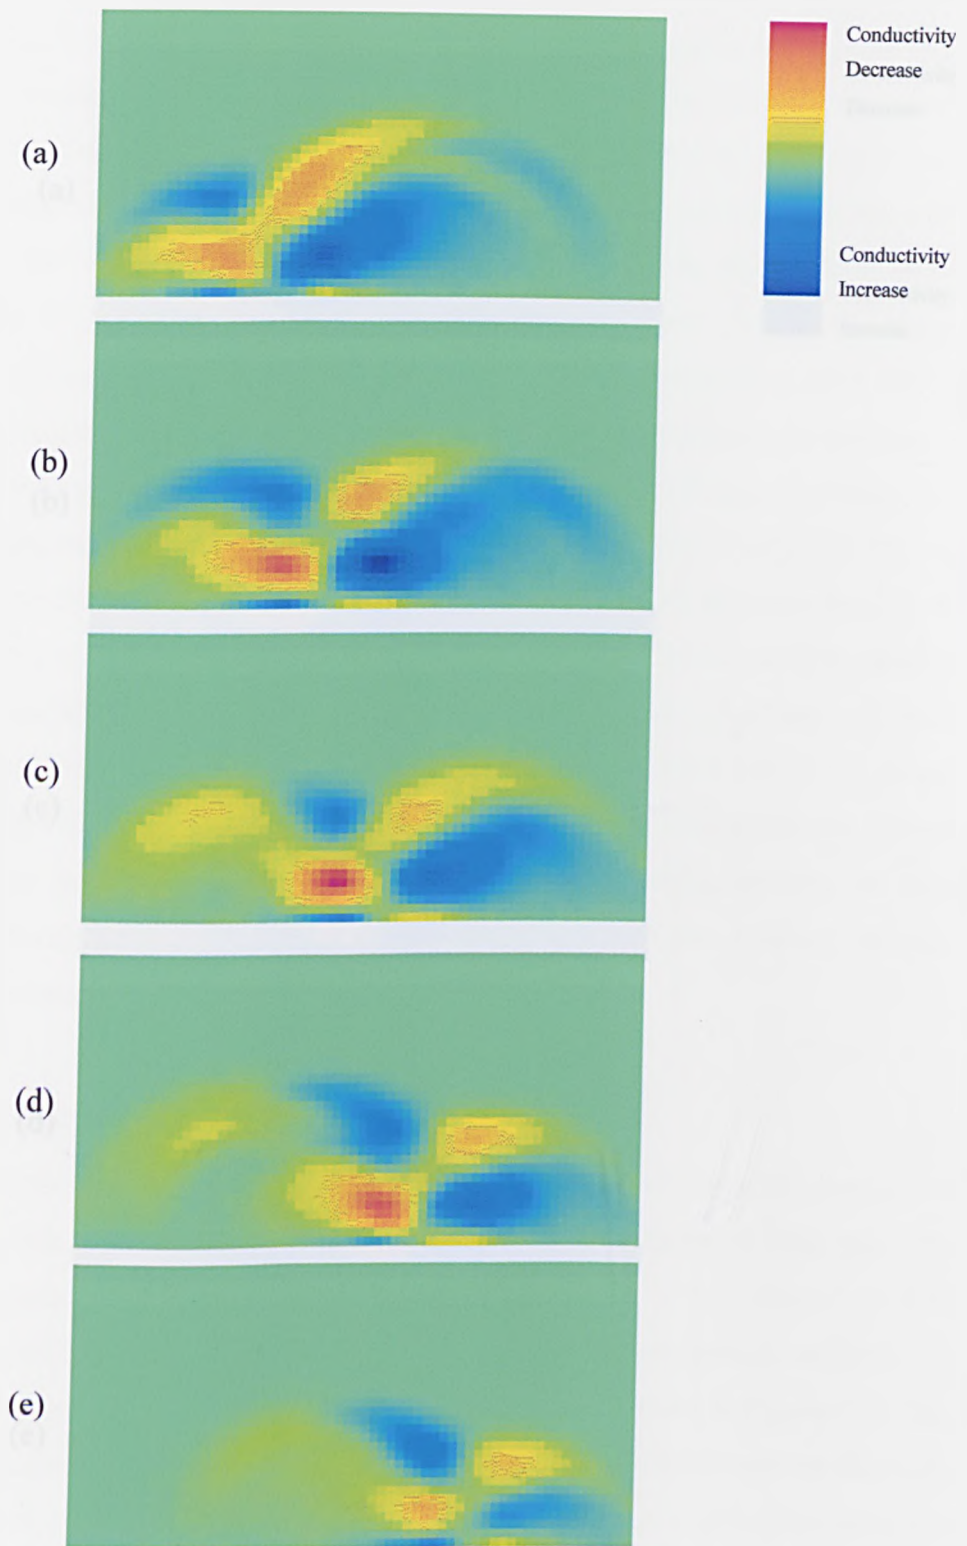 Conductivity
Decrease
(a)
Conductivity
Increase
(b)
(c)
(d)
(e)